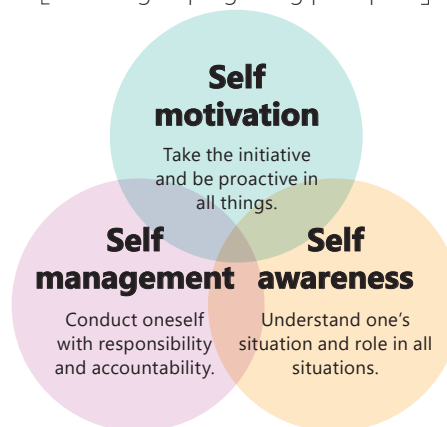 Self
motivation
Take the initiative
and be proactive in
all things.
Self
management
Conduct oneself
with responsibility
and accountability.
Self
awareness
Understand one's
situation and role in all
situations.